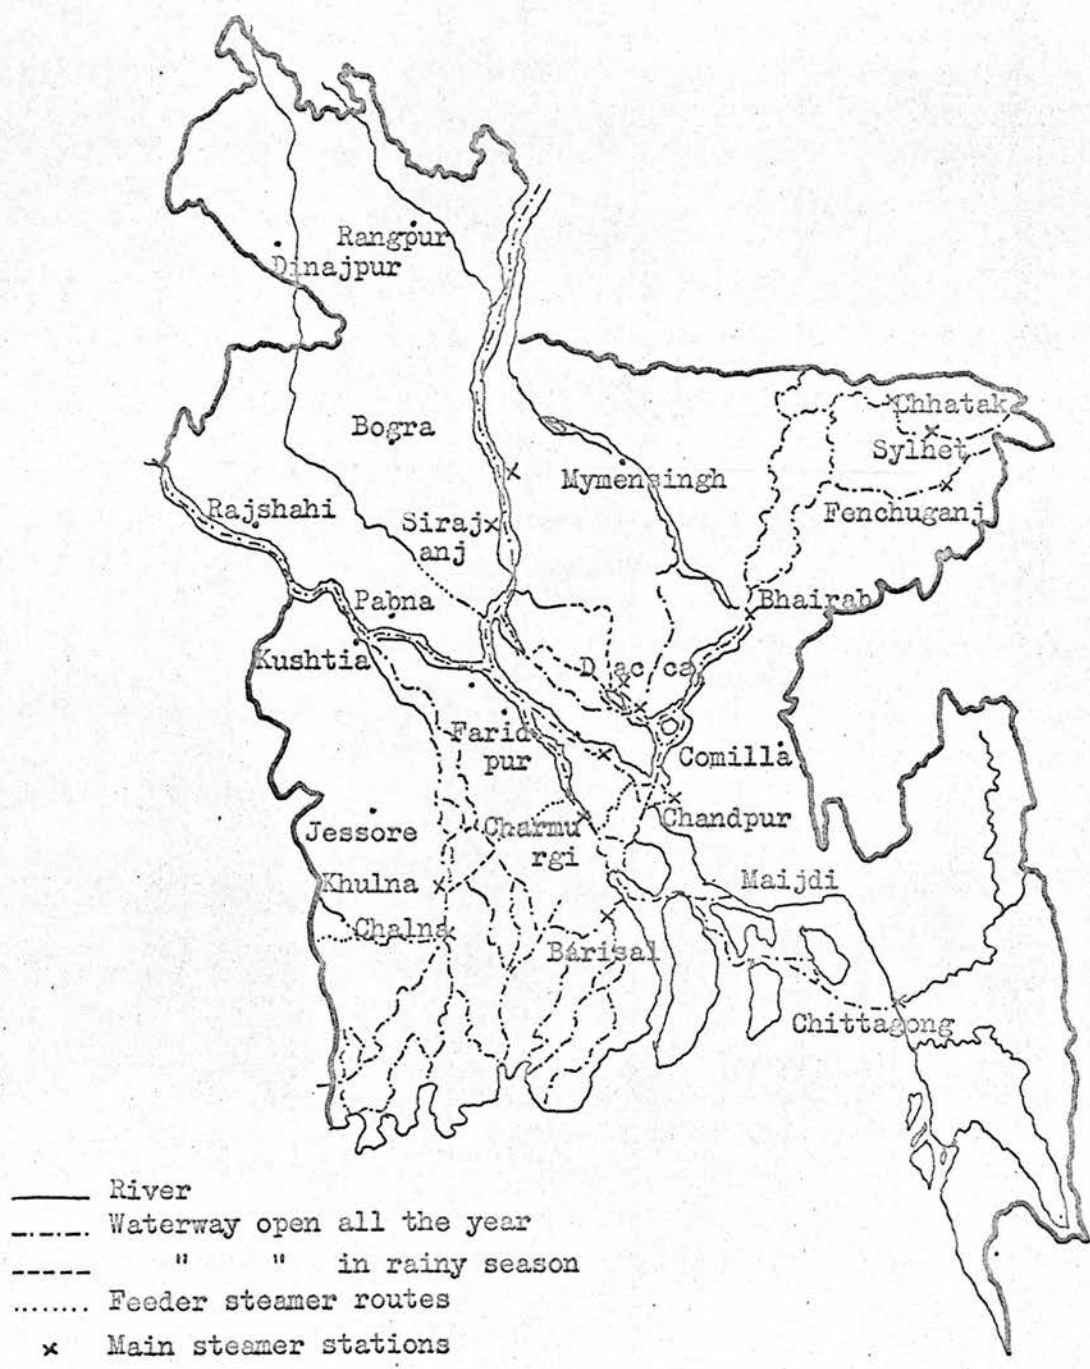 Rangpur
Dinajpur
Bogra
Chhatak
Sylhet
Mymensingh
Rajshahi
Siraj
anj
Fenchuganj
Pabna
Bhairab
Kushtia
Dacca
Farid
pur
Comilla
Jessore
Charmu
rgi
Chandpur
Khulna
Maijdi
Chalna
Barisal
Chittagong
River
Waterway open all the year
" " in rainy season
Feeder steamer routes
x Main steamer stations